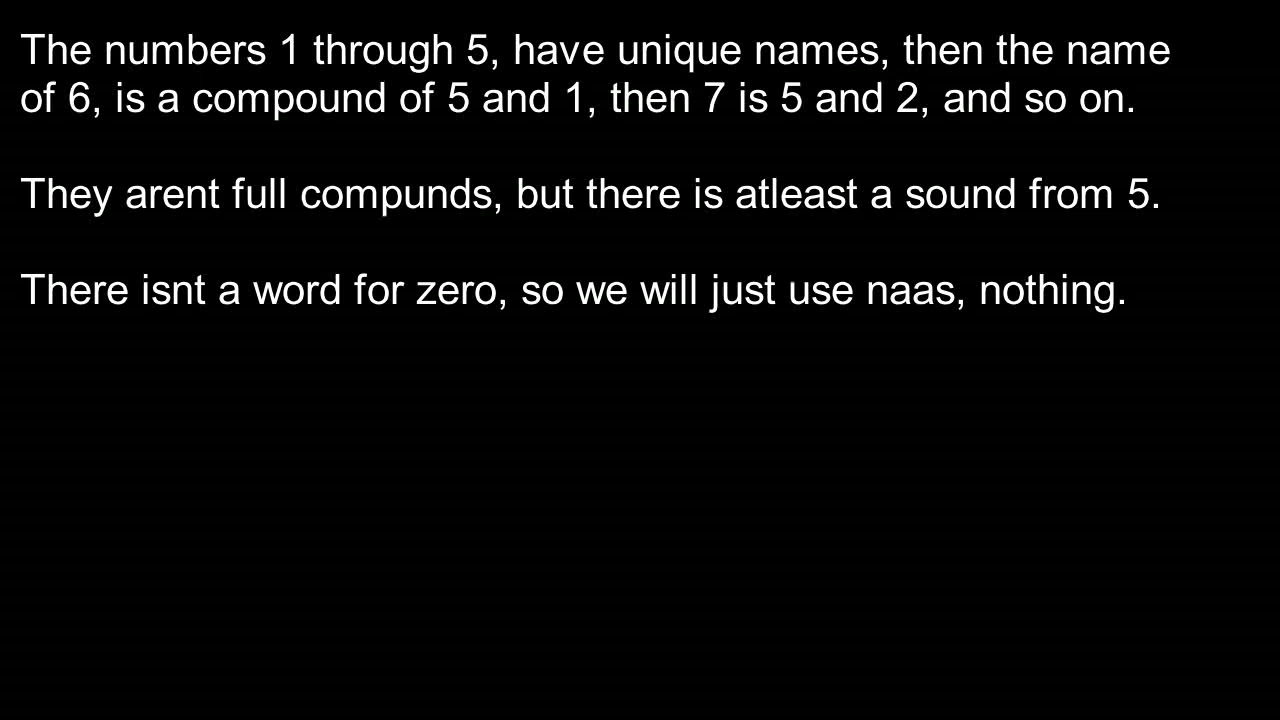 The numbers 1 through 5, have unique names, then the name
of 6, is a compound of 5 and 1, then 7 is 5 and 2, and so on.
They arent full compunds, but there is atleast a sound from 5.
There isnt a word for zero, so we will just use naas, nothing.